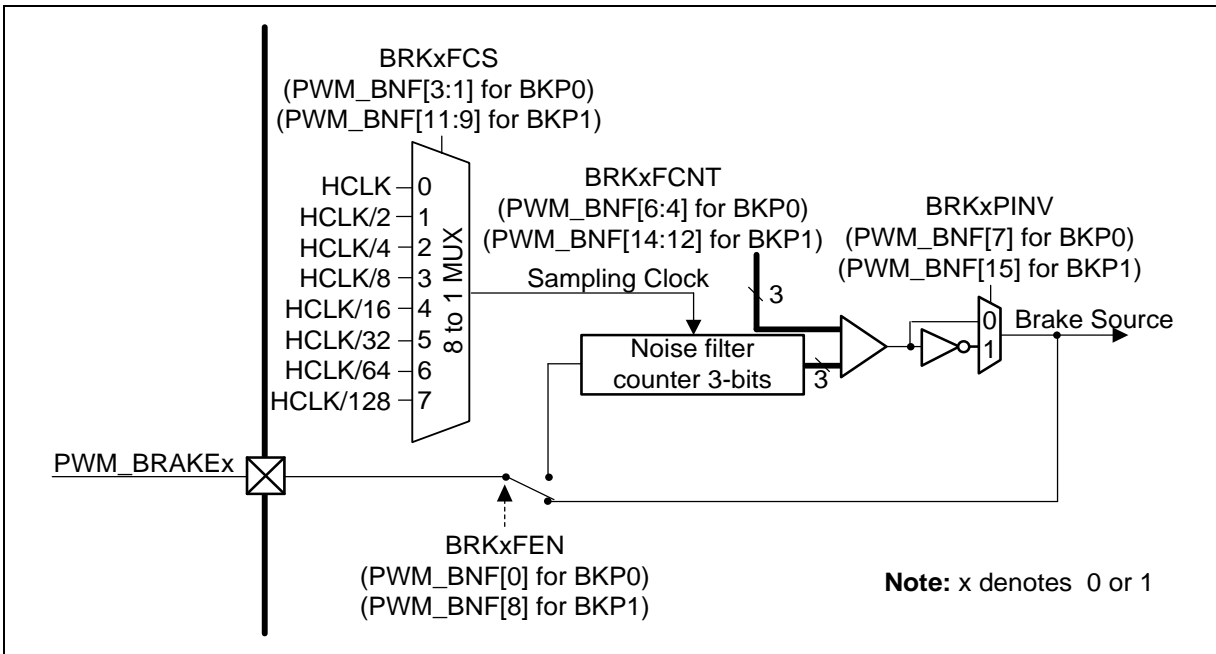 BRKxFCS
(PWM_BNF[3:1] for BKP0)
(PWM_BNF[11:9] for BKP1)
HCLK 0
HCLK/2 1
HCLK/4 2
HCLK/8 3
HCLK/16 4
HCLK/32 5
HCLK/64 6
HCLK/128 7
8 to 1 MUX
BRKxFCNT
(PWM_BNF[6:4] for BKP0)
(PWM_BNF[14:12] for BKP1)
BRKxPINV
(PWM_BNF[7] for BKP0)
(PWM_BNF[15] for BKP1)
Sampling Clock
3
Noise filter
counter 3-bits
3
0
1
Brake Source
PWM_BRAKEx
BRKxFEN
(PWM_BNF[0] for BKP0)
(PWM_BNF[8] for BKP1)
Note: x denotes 0 or 1